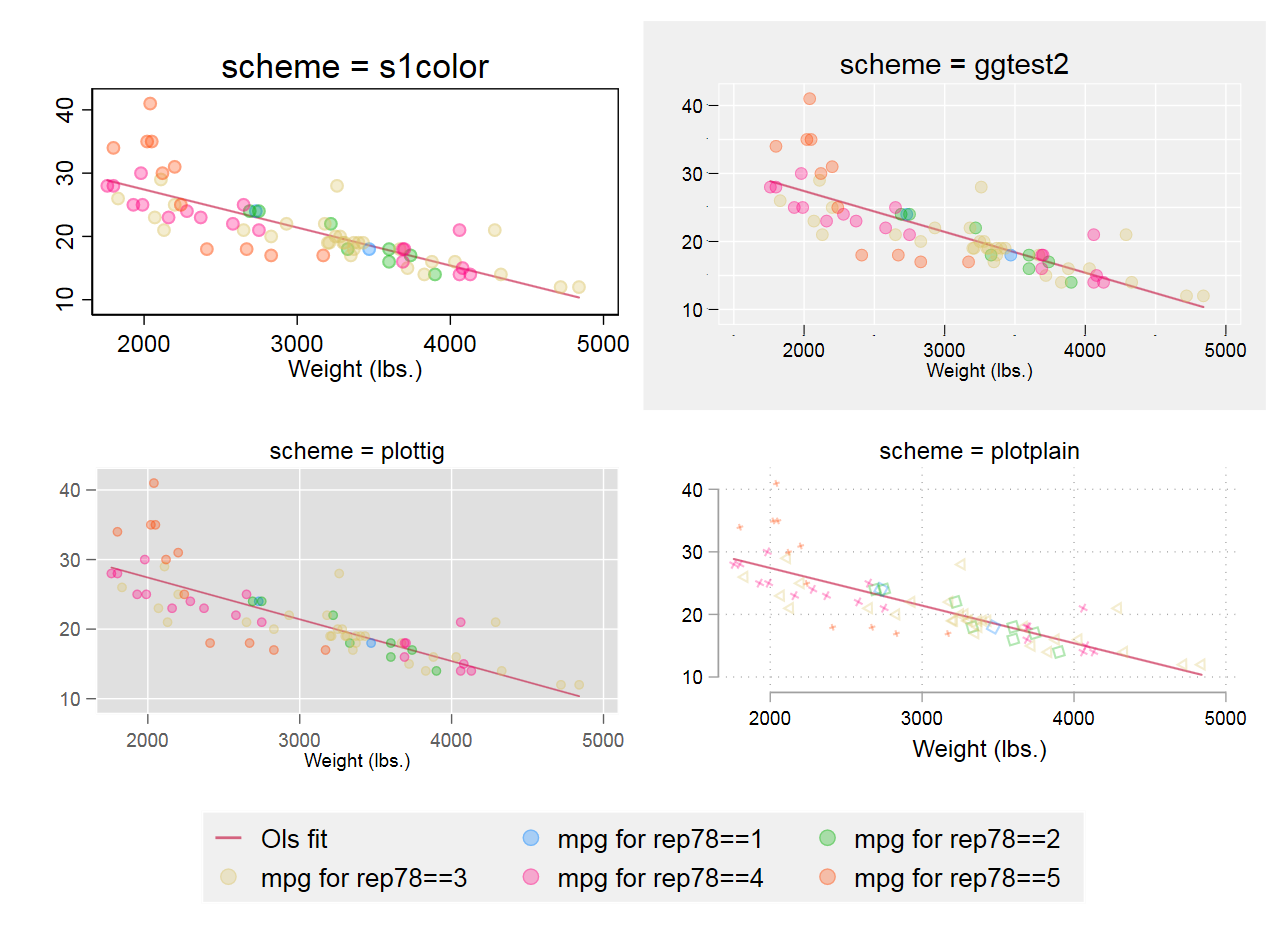 scheme = s1color
40
30
20
10
2000 3000 4000 5000
Weight (lbs.)
scheme = ggtest2
40
30
20
10
2000 3000 4000 5000
Weight (lbs.)
scheme = plottig
40
30
20
10
2000 3000 4000 5000
Weight (lbs.)
scheme = plotplain
40
30
20
10
2000 3000 4000 5000
Weight (lbs.)
Ols fit mpg for rep78==1 mpg for rep78==2
mpg for rep78==3 mpg for rep78==4 mpg for rep78==5